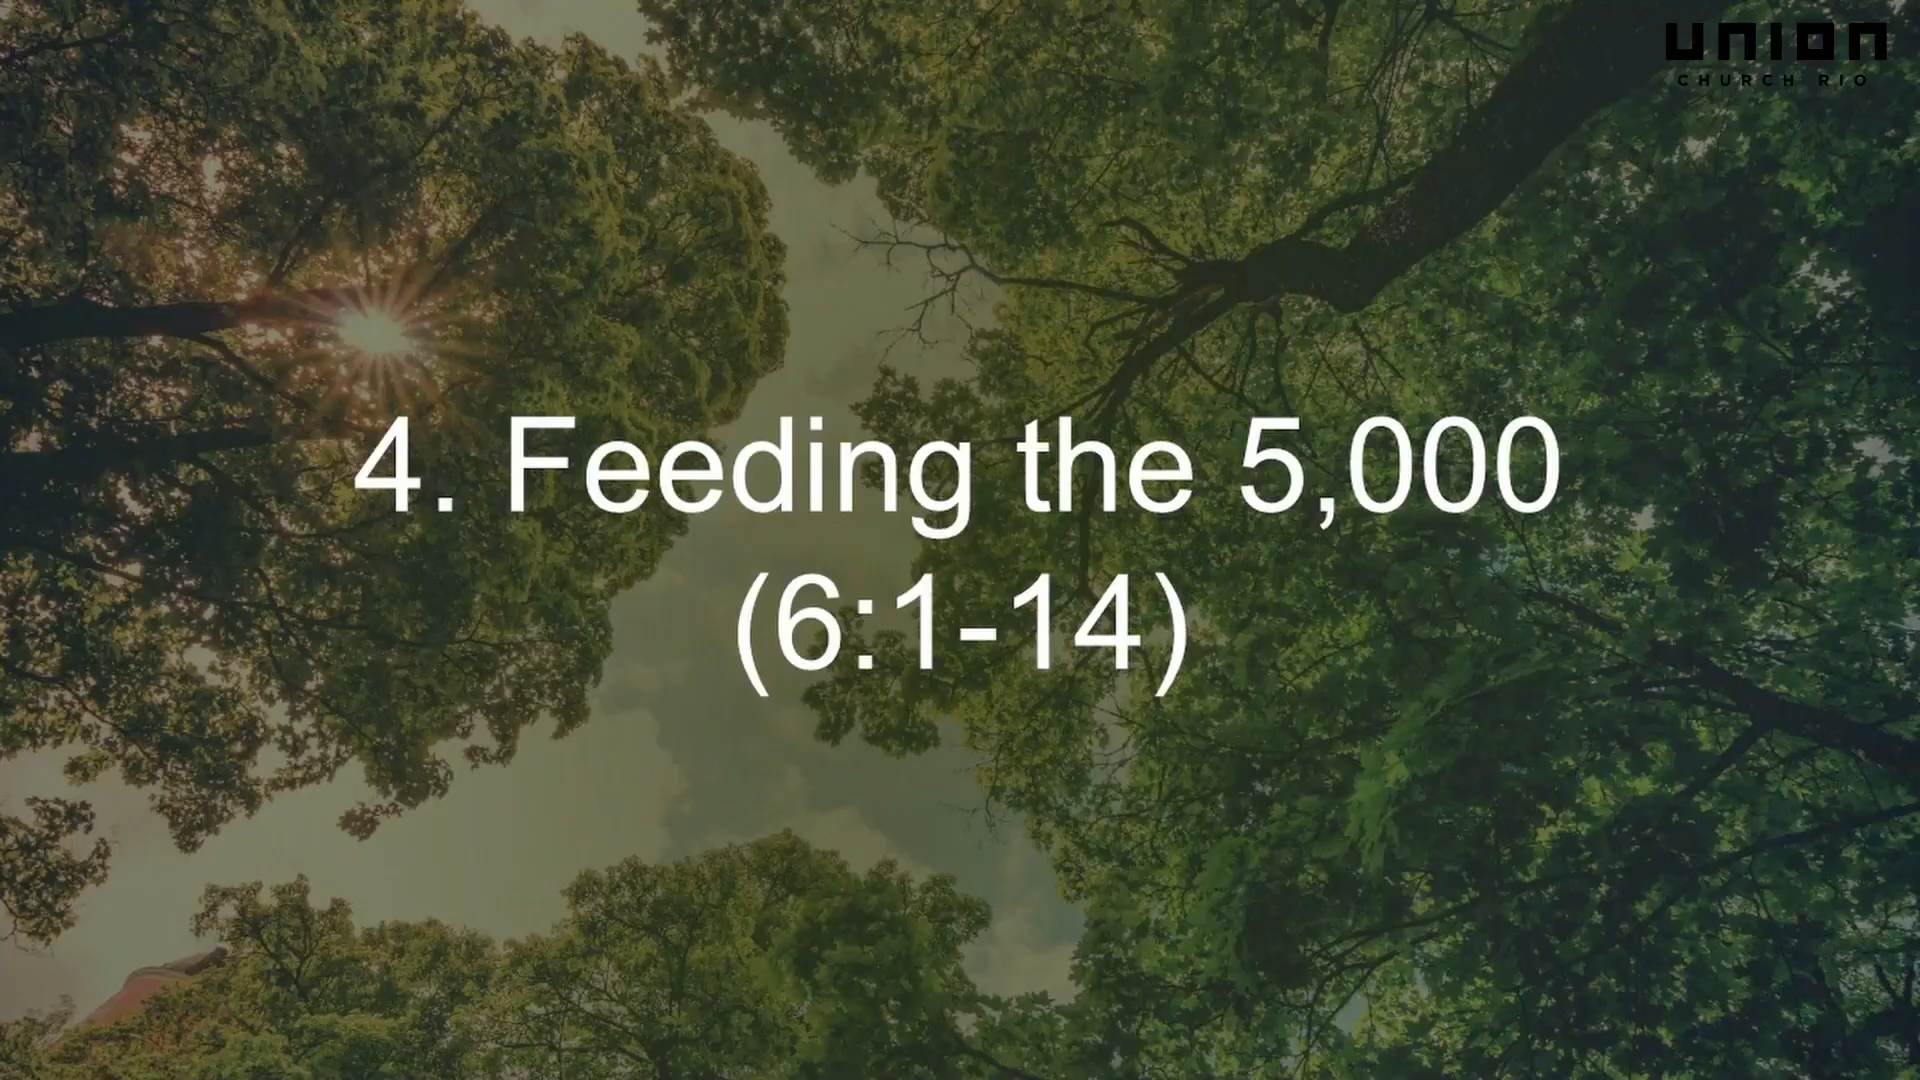 UNION
CHURCH RIO
4. Feeding the 5,000
(6:1-14)